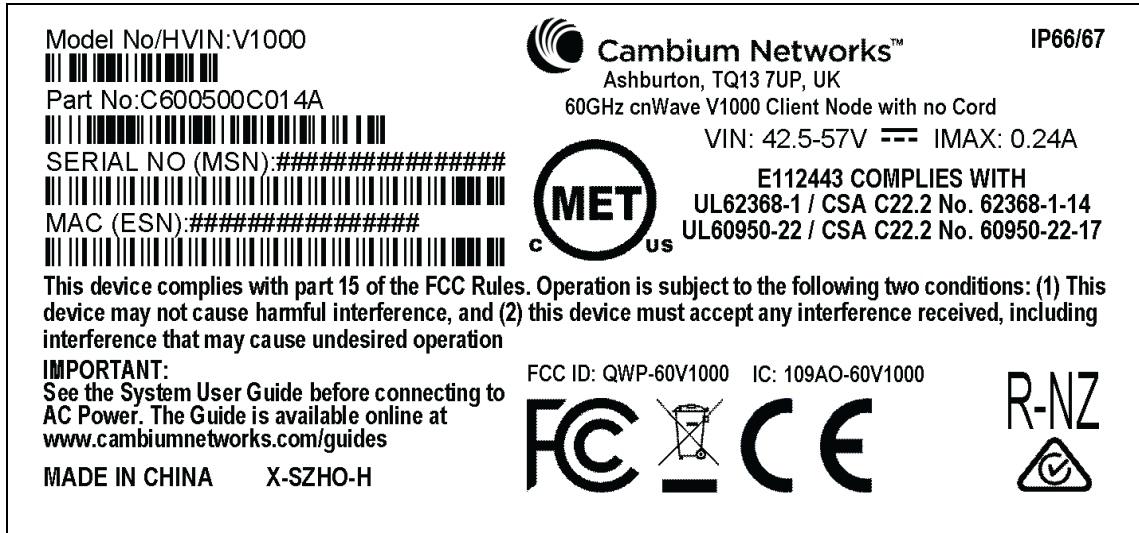 Model No/HVIN:V1000
Part No:C600500C014A
SERIAL NO (MSN):################
MAC (ESN):################
Cambium Networks™
IP66/67
Ashburton, TQ13 7UP, UK
60GHz cnWave V1000 Client Node with no Cord
VIN: 42.5-57V IMAX: 0.24A
MET
C US
E112443 COMPLIES WITH
UL62368-1 / CSA C22.2 No. 62368-1-14
UL60950-22 / CSA C22.2 No. 60950-22-17
This device complies with part 15 of the FCC Rules. Operation is subject to the following two conditions: (1) This
device may not cause harmful interference, and (2) this device must accept any interference received, including
interference that may cause undesired operation
IMPORTANT:
See the System User Guide before connecting to
AC Power. The Guide is available online at
www.cambiumnetworks.com/guides
MADE IN CHINA X-SZHO-H
FCC ID: QWP-60V1000 IC: 109AO-60V1000
FC CE
R-NZ